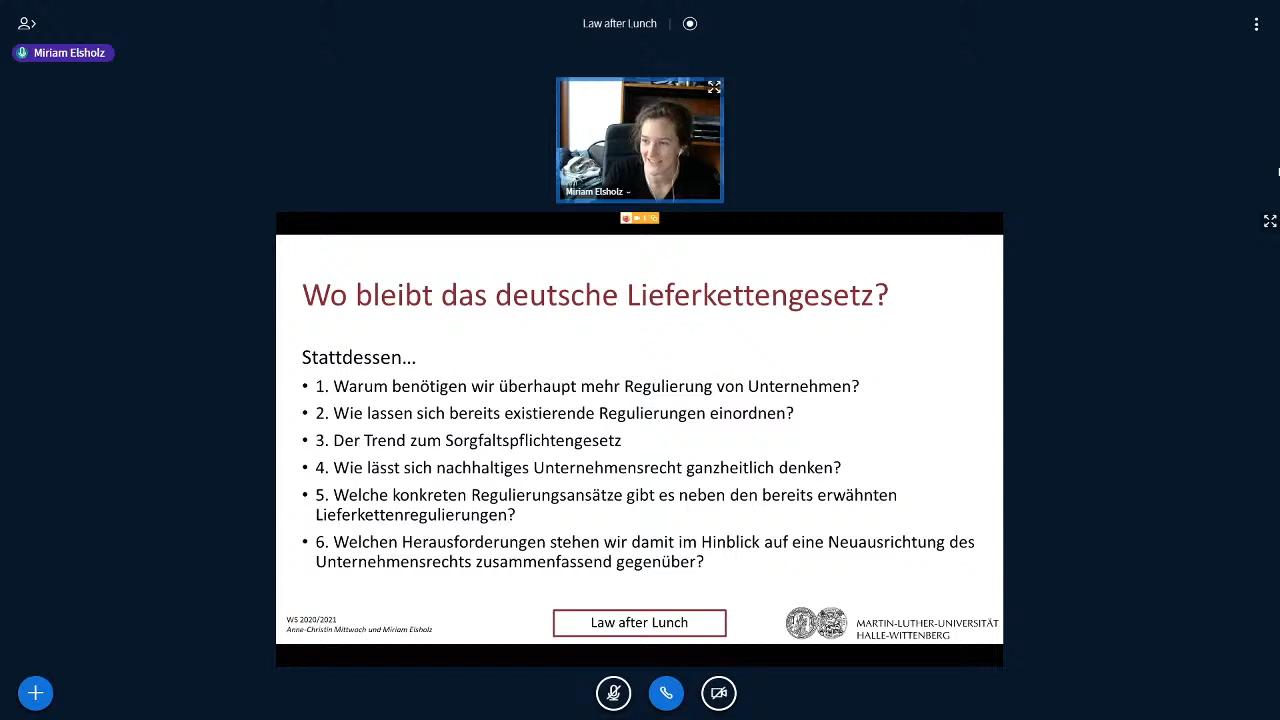 Law after Lunch
Miriam Elsholz
Miriam Elsholz
Wo bleibt das deutsche Lieferkettengesetz?
Stattdessen...
• 1. Warum benötigen wir überhaupt mehr Regulierung von Unternehmen?
• 2. Wie lassen sich bereits existierende Regulierungen einordnen?
• 3. Der Trend zum Sorgfaltspflichtengesetz
• 4. Wie lässt sich nachhaltiges Unternehmensrecht ganzheitlich denken?
• 5. Welche konkreten Regulierungsansätze gibt es neben den bereits erwähnten
Lieferkettenregulierungen?
• 6. Welchen Herausforderungen stehen wir damit im Hinblick auf eine Neuausrichtung des
Unternehmensrechts zusammenfassend gegenüber?
WS 2020/2021
Anne-Christin Mittwoch und Miriam Elsholz
Law after Lunch
MARTIN-LUTHER-UNIVERSITÄT
HALLE-WITTENBERG